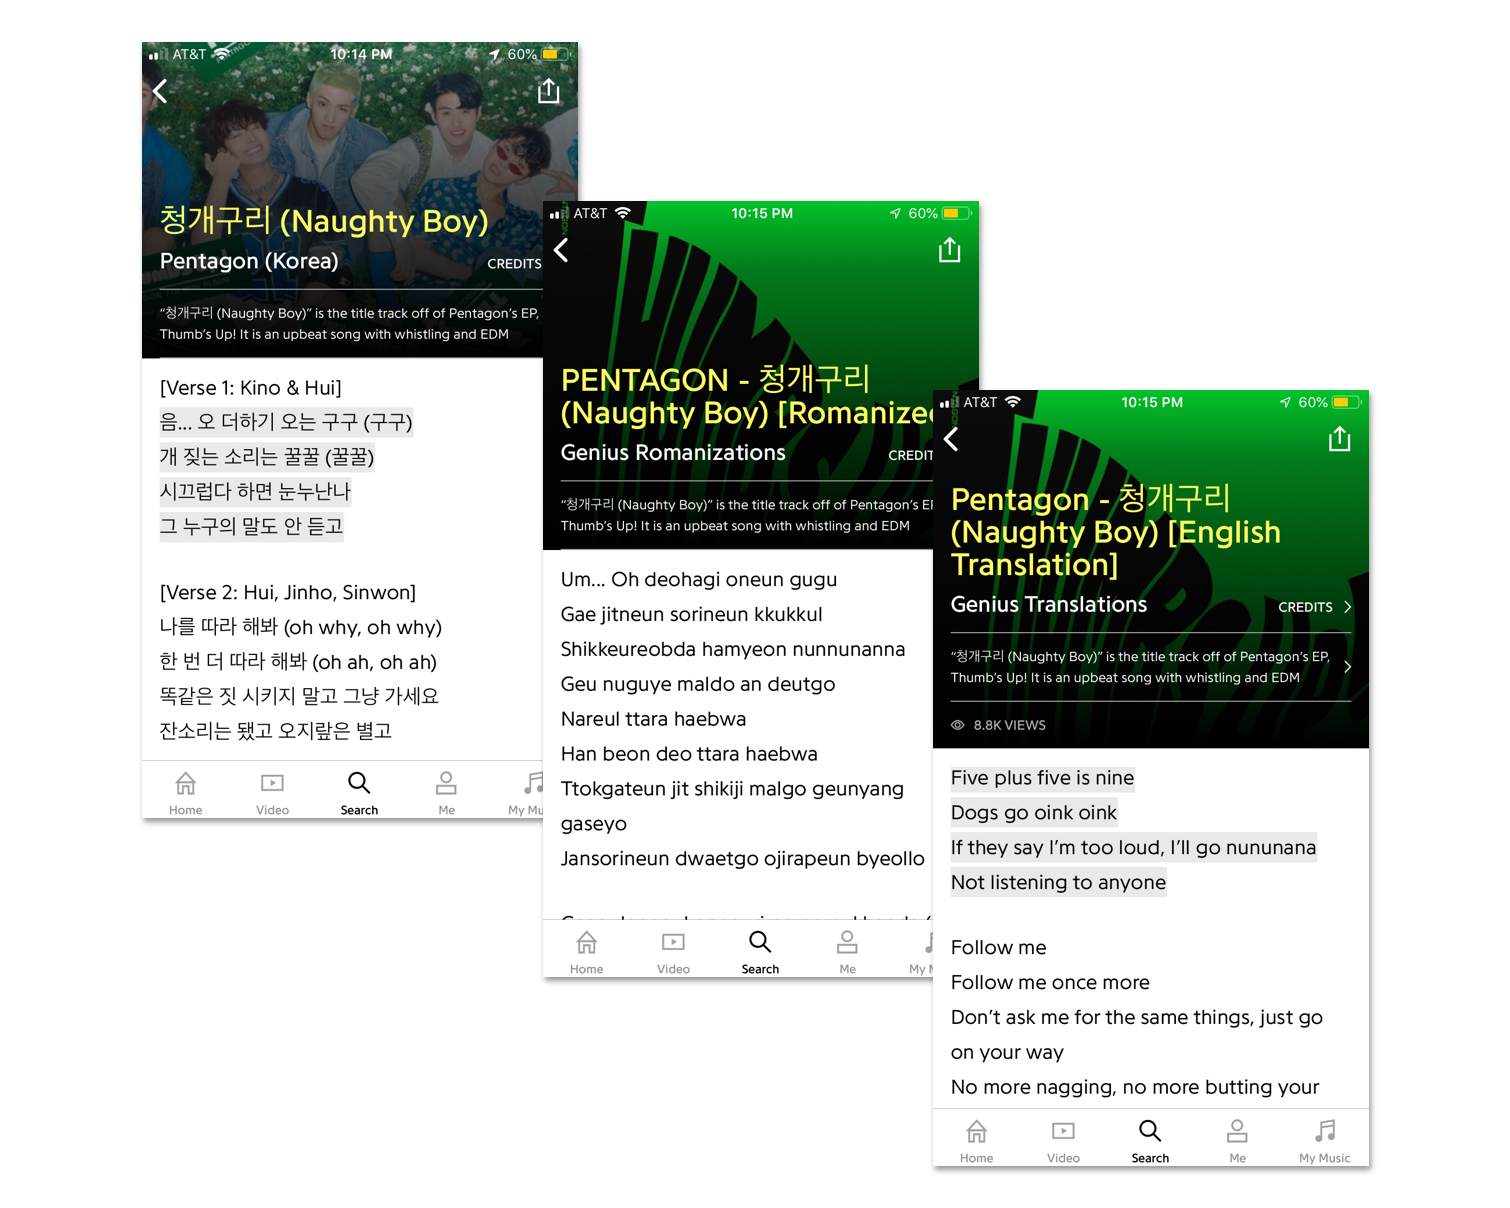 AT&T 10:14 PM 60%
청개구리 (Naughty Boy)
Pentagon (Korea)
CREDITS
“청개구리 (Naughty Boy)” is the title track off of Pentagon’s EP,
Thumb’s Up! It is an upbeat song with whistling and EDM
[Verse 1: Kino & Hui]
음... 오 더하기 오는 구구 (구구)
개 짖는 소리는 꿀꿀 (꿀꿀)
시끄럽다 하면 눈누난나
그 누구의 말도 안 듣고
[Verse 2: Hui, Jinho, Sinwon]
나를 따라 해봐 (oh why, oh why)
한 번 더 따라 해봐 (oh ah, oh ah)
똑같은 짓 시키지 말고 그냥 가세요
잔소리는 됐고 오지랖은 별고
Home Video Search Me My Mu
AT&T 10:15 PM 60%
PENTAGON - 청개구리
(Naughty Boy) [Romanized
Genius Romanizations
CREDIT
“청개구리 (Naughty Boy)” is the title track off of Pentagon’s EP
Thumb’s Up! It is an upbeat song with whistling and EDM
Um... Oh deohagi oneun gugu
Gae jitneun sorineun kkukkul
Shikkeureobda hamyeon nunnunanna
Geu nuguye maldo an deutgo
Nareul ttara haebwa
Han beon deo ttara haebwa
Ttokgateun jit shikiji malgo geunyang
gaseyo
Jansorineun dwaetgo ojirapeun byeollo
Home Video Search Me My M
AT&T 10:15 PM 60%
Pentagon - 청개구리
(Naughty Boy) [English
Translation]
Genius Translations
CREDITS
“청개구리 (Naughty Boy)” is the title track off of Pentagon’s EP,
Thumb’s Up! It is an upbeat song with whistling and EDM
8.8K VIEWS
Five plus five is nine
Dogs go oink oink
If they say I’m too loud, I’ll go nununana
Not listening to anyone
Follow me
Follow me once more
Don’t ask me for the same things, just go
on your way
No more nagging, no more butting your
Home Video Search Me My Music